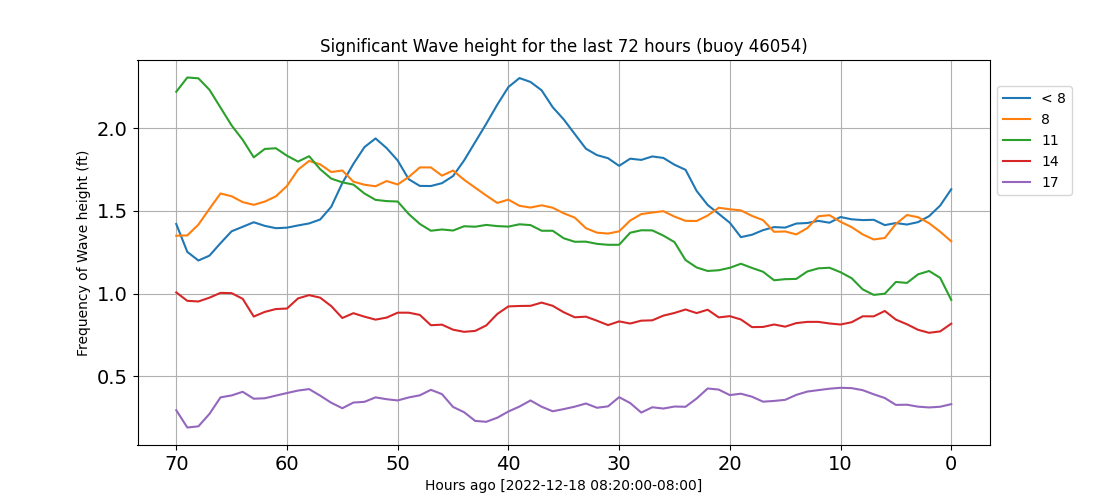 Significant Wave height for the last 72 hours (buoy 46054)
Frequency of Wave height (ft)
2.0
1.5
1.0
0.5
70 60 50 40 30 20 10 0
Hours ago [2022-12-18 08:20:00-08:00]
< 8
8
11
14
17